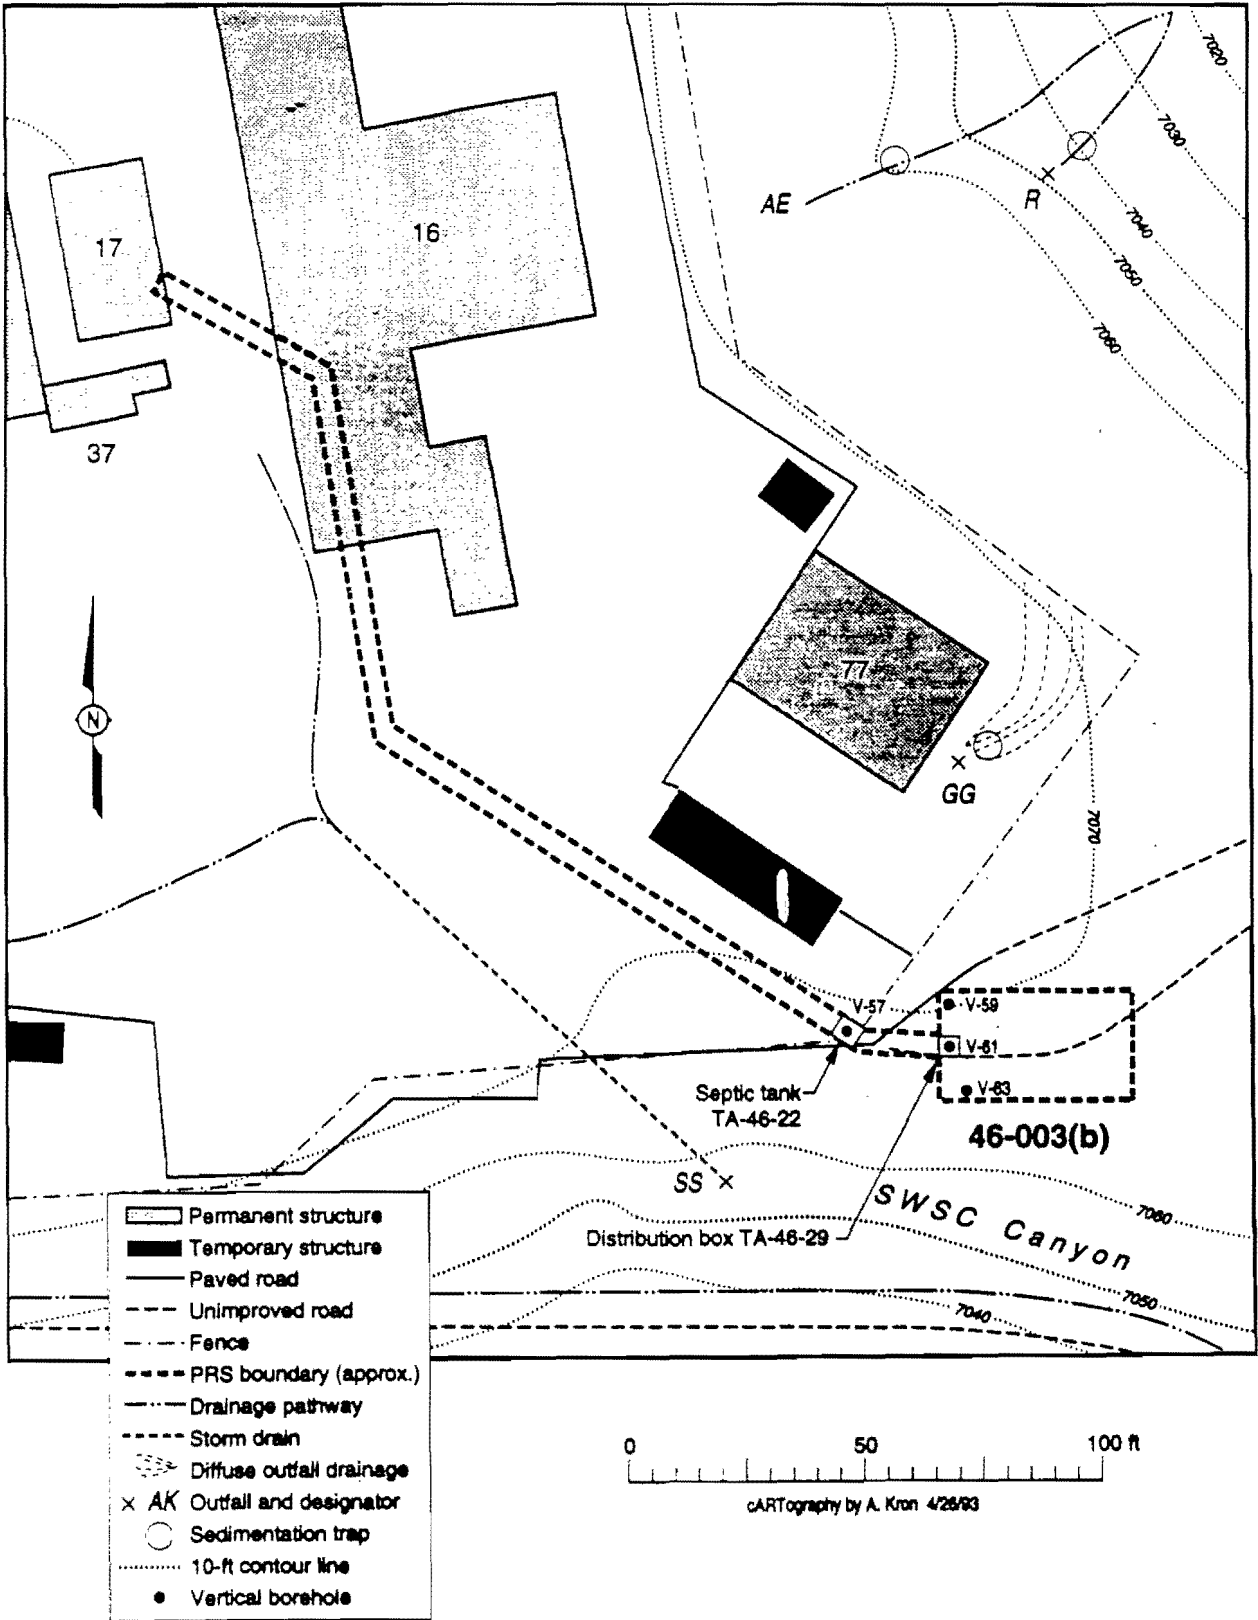 7020
7030
AE
R
16
17
7040
7050
7060
37
77
N
GG
7070
V-57
V-59
V-61
V-63
Septic tank
TA-46-22
46-003(b)
SS
SWSC Canyon
7060
Distribution box TA-46-29
7050
7040
Permanent structure
Temporary structure
Paved road
Unimproved road
Fence
PRS boundary (approx.)
Drainage pathway
Storm drain
Diffuse outfall drainage
× AK Outfall and designator
Sedimentation trap
10-ft contour line
Vertical borehole
0 50 100 ft
cARTography by A. Kron 4/26/93